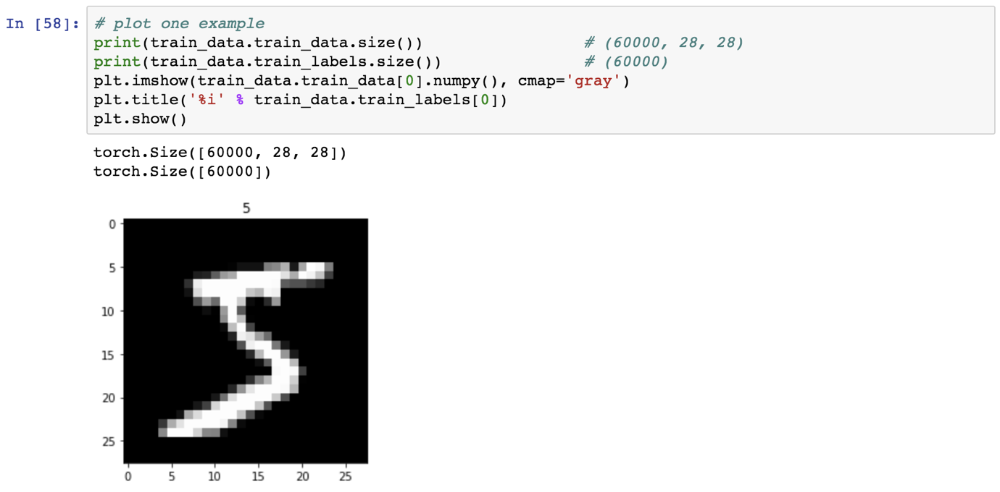 In [58]: # plot one example
print(train_data.train_data.size())                 # (60000, 28, 28)
print(train_data.train_labels.size())               # (60000)
plt.imshow(train_data.train_data[0].numpy(), cmap='gray')
plt.title('%i' % train_data.train_labels[0])
plt.show()
torch.Size([60000, 28, 28])
torch.Size([60000])
5
0
5
10
15
20
25
0 5 10 15 20 25